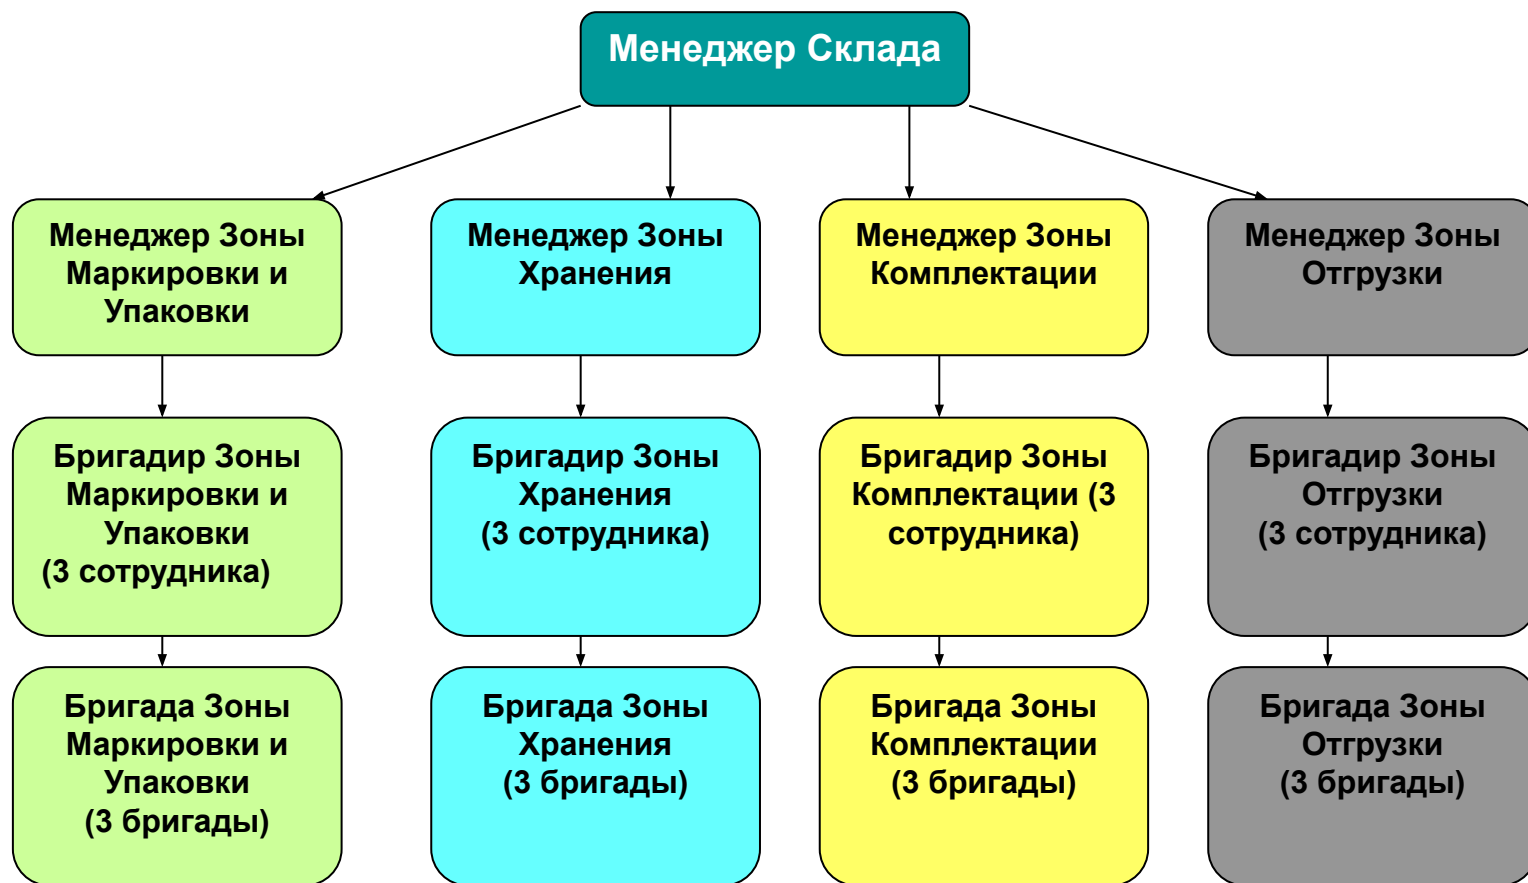 Менеджер Склада
Менеджер Зоны
Маркировки и
Упаковки
Менеджер Зоны
Хранения
Менеджер Зоны
Комплектации
Менеджер Зоны
Отгрузки
Бригадир Зоны
Маркировки и
Упаковки
(3 сотрудника)
Бригадир Зоны
Хранения
(3 сотрудника)
Бригадир Зоны
Комплектации (3
сотрудника)
Бригадир Зоны
Отгрузки
(3 сотрудника)
Бригада Зоны
Маркировки и
Упаковки
(3 бригады)
Бригада Зоны
Хранения
(3 бригады)
Бригада Зоны
Комплектации
(3 бригады)
Бригада Зоны
Отгрузки
(3 бригады)